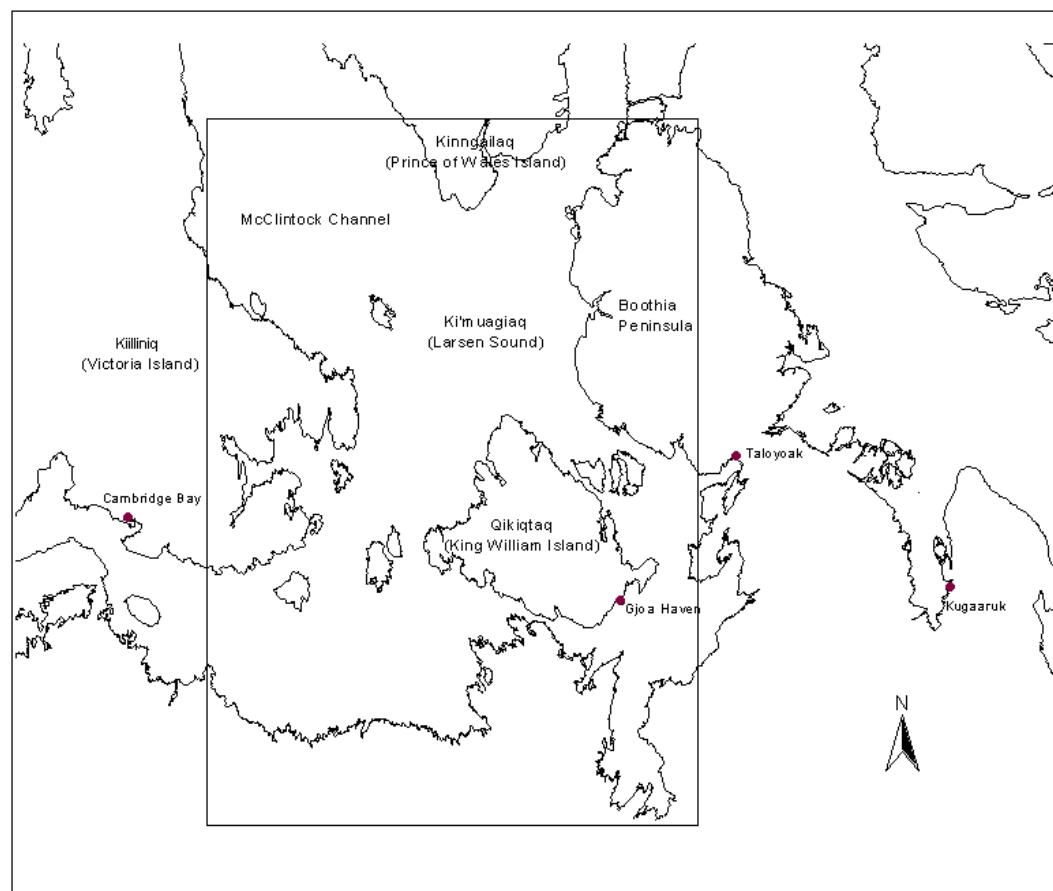 Kinngailaq
(Prince of Wales Island)
McClintock Channel
Ki'muagiaq
(Larsen Sound)
Boothia
Peninsula
Kiilliniq
(Victoria Island)
Taloyoak
Cambridge Bay
Qikiqtaq
(King William Island)
Gjoa Haven
Kugaaruk
N